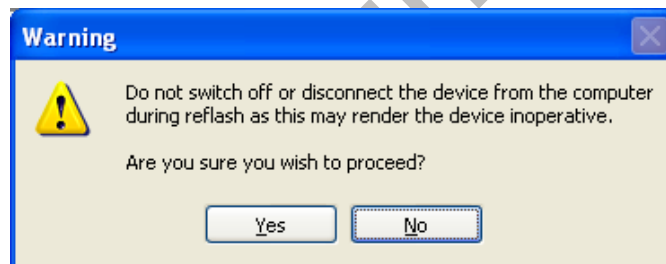 Warning
Do not switch off or disconnect the device from the computer
during reflash as this may render the device inoperative.
Are you sure you wish to proceed?
Yes
No